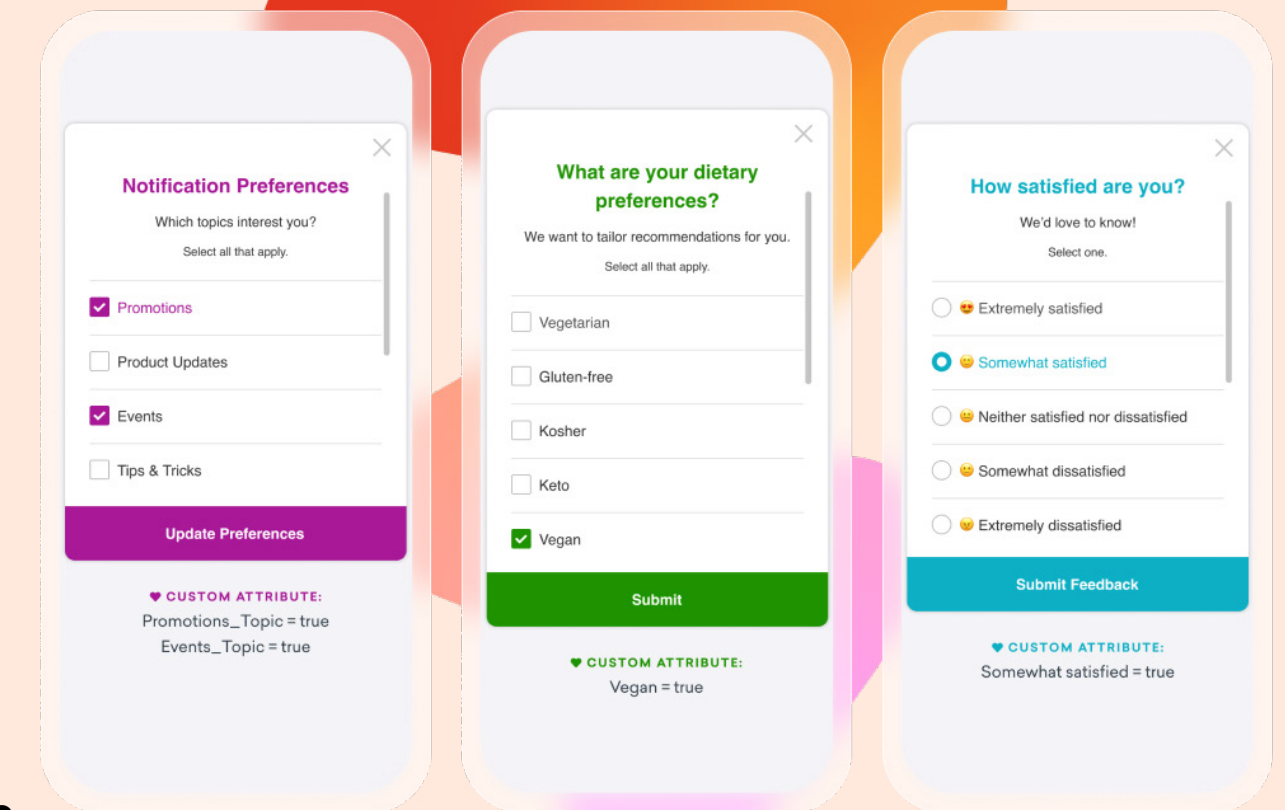 Notification Preferences
Which topics interest you?
Select all that apply.
Promotions
Product Updates
Events
Tips & Tricks
Update Preferences
CUSTOM ATTRIBUTE:
Promotions_Topic = true
Events_Topic = true
What are your dietary
preferences?
We want to tailor recommendations for you.
Select all that apply.
Vegetarian
Gluten-free
Kosher
Keto
Vegan
Submit
CUSTOM ATTRIBUTE:
Vegan = true
How satisfied are you?
We'd love to know!
Select one.
Extremely satisfied
Somewhat satisfied
Neither satisfied nor dissatisfied
Somewhat dissatisfied
Extremely dissatisfied
Submit Feedback
CUSTOM ATTRIBUTE:
Somewhat satisfied = true